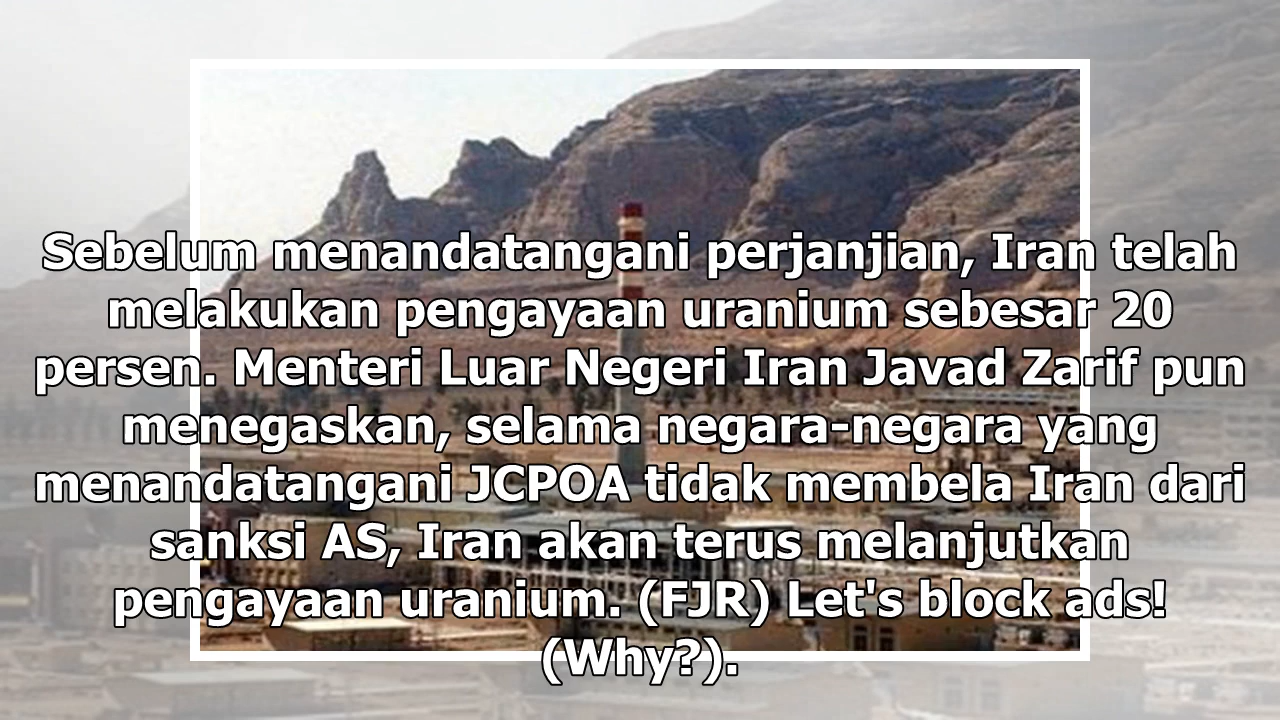 Sebelum menandatangani perjanjian, Iran telah
melakukan pengayaan uranium sebesar 20
persen. Menteri Luar Negeri Iran Javad Zarif pun
menegaskan, selama negara-negara yang
menandatangani JCPOA tidak membela Iran dari
sanksi AS, Iran akan terus melanjutkan
pengayaan uranium. (FJR) Let's block ads!
(Why?).